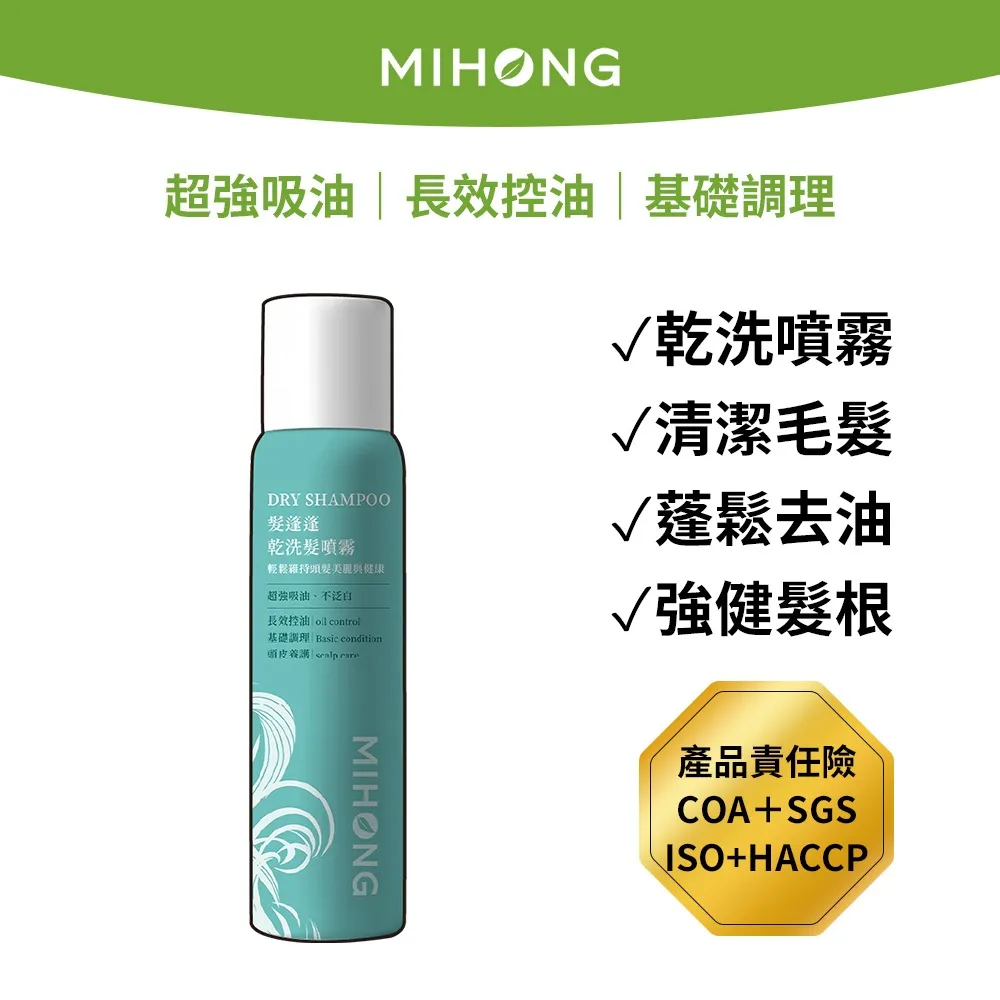 MIHONG
超強吸油｜長效控油｜基礎調理
✓乾洗噴霧
✓清潔毛髮
✓蓬鬆去油
✓強健髮根
DRY SHAMPOO
髮蓬蓬
乾洗髮噴霧
輕鬆維持頭髮美麗與健康
超強吸油、不泛白
長效控油|oil control
基礎調理|Basic condition
頭皮養護|scalp care
MIHONG
產品責任險
COA＋SGS
ISO+HACCP